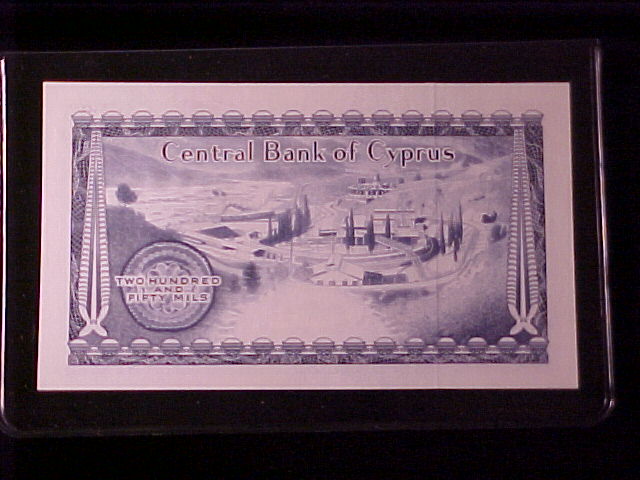 Central Bank of Cyprus
TWO HUNDRED
AND
FIFTY MILS